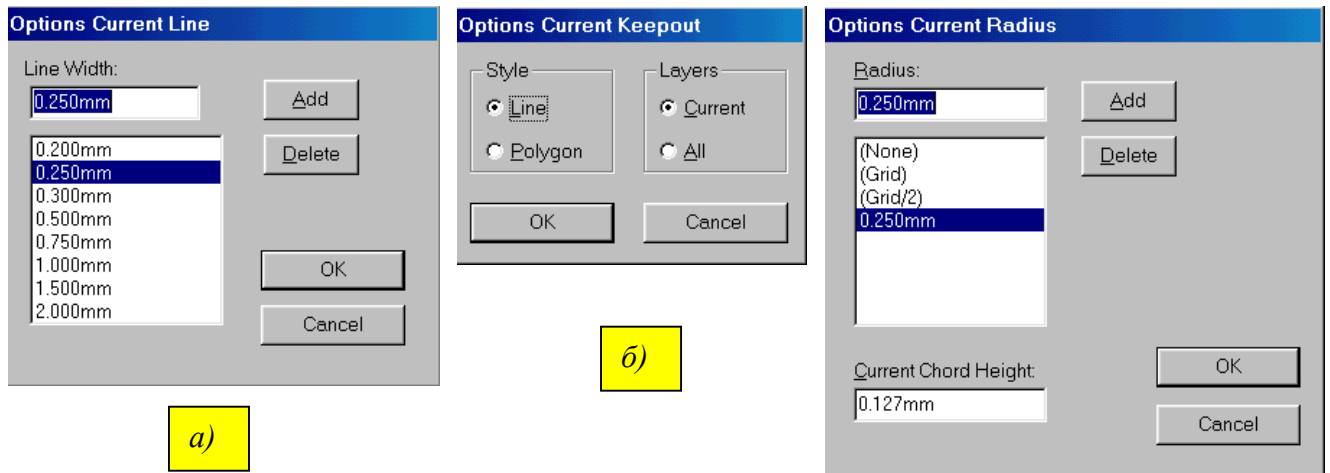 Options Current Line
Line Width:
0.250mm
Add
Delete
0.200mm
0.250mm
0.300mm
0.500mm
0.750mm
1.000mm
1.500mm
2.000mm
OK
Cancel
а)
Options Current Keepout
Style
Line
Polygon
Layers
Current
All
OK
Cancel
б)
Options Current Radius
Radius:
0.250mm
Add
Delete
(None)
(Grid)
(Grid/2)
0.250mm
Current Chord Height:
0.127mm
OK
Cancel